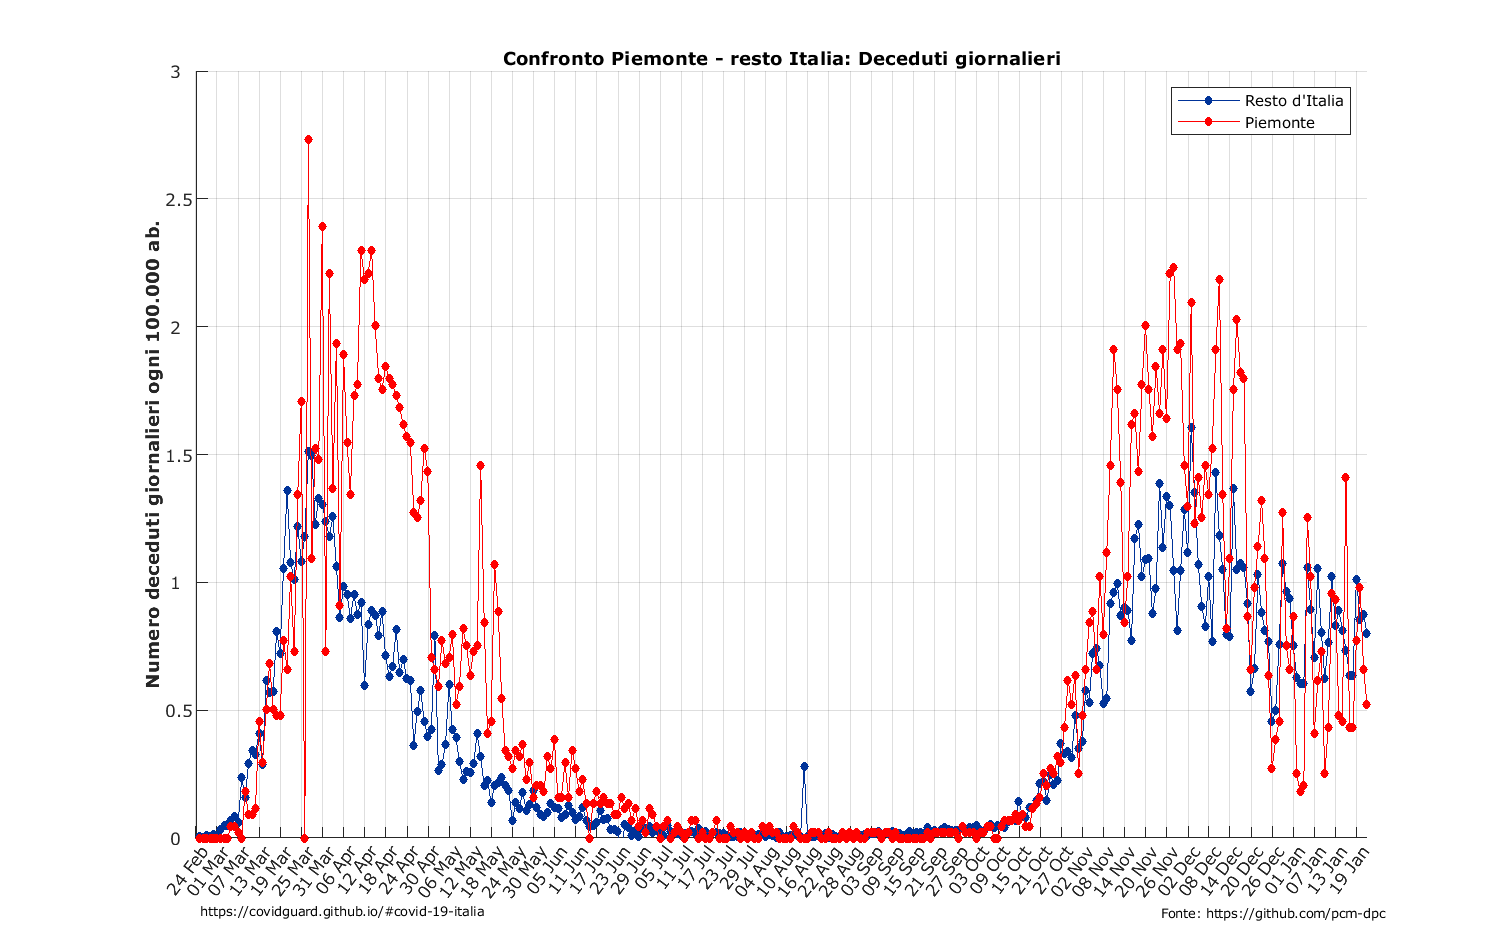 Confronto Piemonte - resto Italia: Deceduti giornalieri
Numero deceduti giornalieri ogni 100.000 ab.
3
2.5
2
1.5
1
0.5
0
Resto d'Italia
Piemonte
24 Feb
01 Mar
07 Mar
13 Mar
19 Mar
25 Mar
31 Mar
06 Apr
12 Apr
18 Apr
24 Apr
30 Apr
06 May
12 May
18 May
24 May
30 May
05 Jun
11 Jun
17 Jun
23 Jun
29 Jun
05 Jul
11 Jul
17 Jul
23 Jul
29 Jul
04 Aug
10 Aug
16 Aug
22 Aug
28 Aug
03 Sep
09 Sep
15 Sep
21 Sep
27 Sep
03 Oct
09 Oct
15 Oct
21 Oct
27 Oct
02 Nov
08 Nov
14 Nov
20 Nov
26 Nov
02 Dec
08 Dec
14 Dec
20 Dec
26 Dec
01 Jan
07 Jan
13 Jan
19 Jan
https://covidguard.github.io/#covid-19-italia
Fonte: https://github.com/pcm-dpc